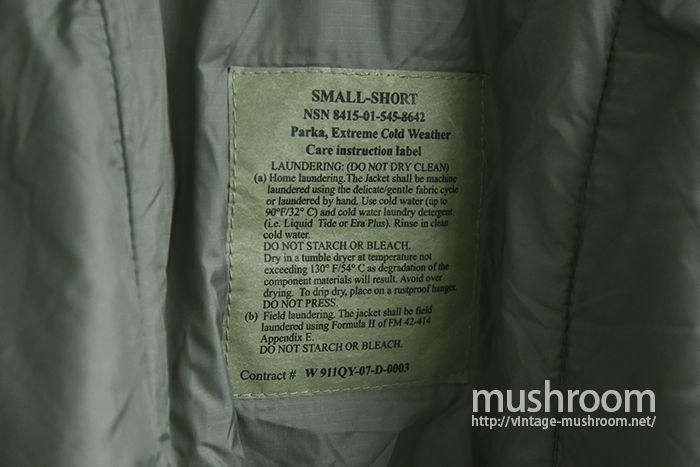 SMALL-SHORT
NSN 8415-01-545-8642
Parka, Extreme Cold Weather
Care instruction label
LAUNDERING: (DO NOT DRY CLEAN)
(a) Home laundering.The Jacket shall be machine
laundered using the delicate/gentle fabric cycle
or laundered by hand. Use cold water (up to
90°F/32° C) and cold water laundry detergent
(i.e. Liquid Tide or Era Plus). Rinse in clean
cold water.
DO NOT STARCH OR BLEACH.
Dry in a tumble dryer at temperature not
exceeding 130° F/54° C as degradation of the
component materials will result. Avoid over
drying. To drip dry, place on a rustproof hanger.
DO NOT PRESS.
(b) Field laundering. The jacket shall be field
laundered using Formula II of FM 42-414
Appendix E.
DO NOT STARCH OR BLEACH.
Contract # W911QY-07-D-0003
mushroom
http://vintage-mushroom.net/